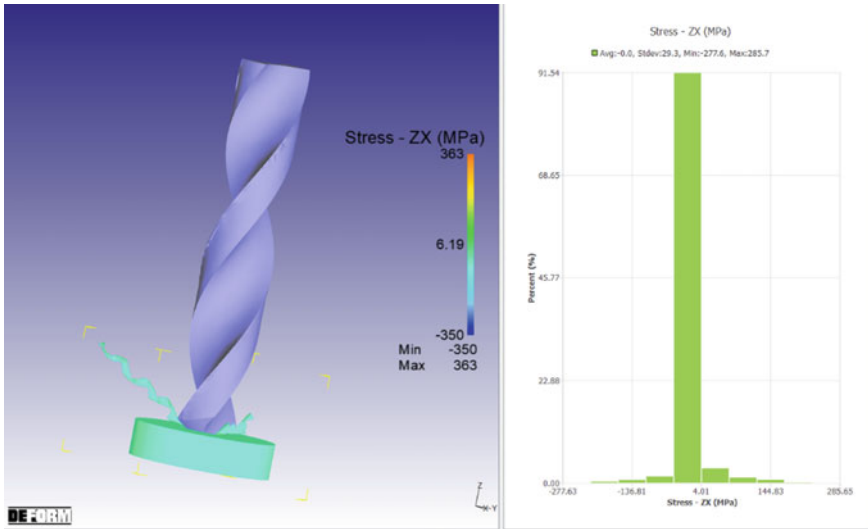 Stress - ZX (MPa)
363
6.19
-350
Min -350
Max 363
Z
X-Y
DEFORM
Stress - ZX (MPa)
Avg:-0.0, Stdev:29.3, Min:-277.6, Max:285.7
91.54
68.65
45.77
22.88
0.00
Percent (%)
-277.63 -136.81 4.01 144.83 285.65
Stress - ZX (MPa)